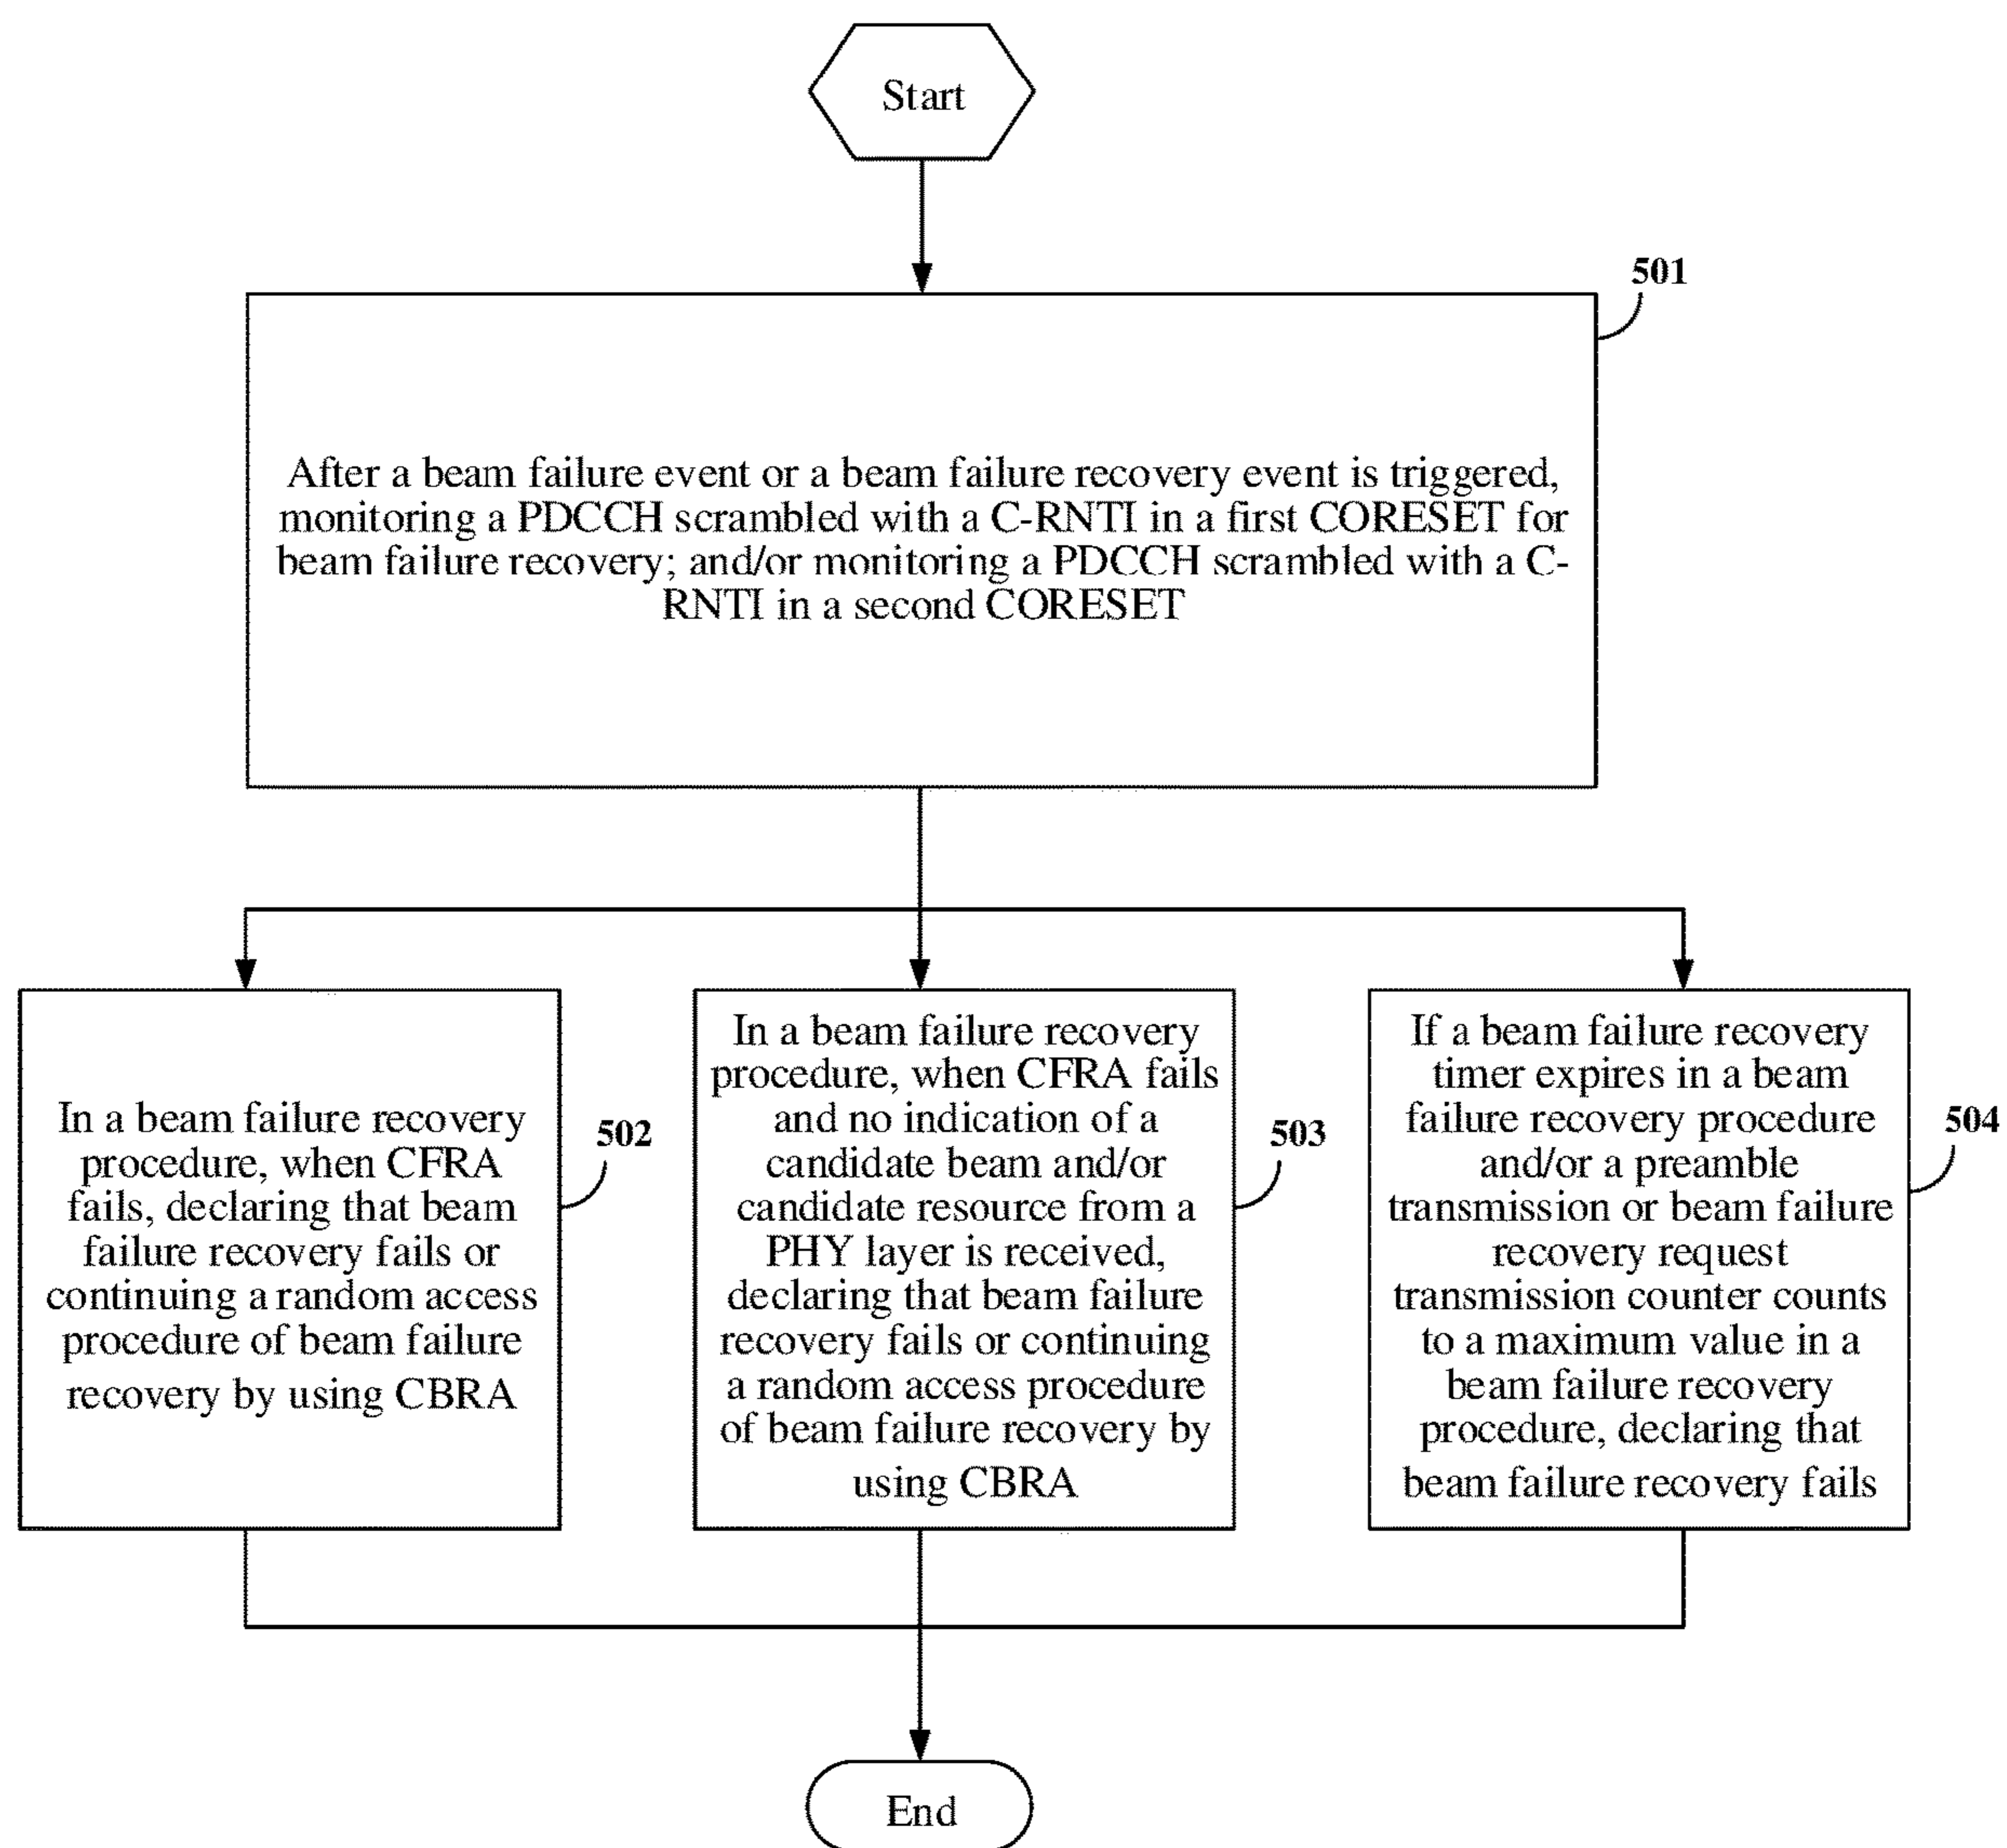 Start
501
After a beam failure event or a beam failure recovery event is triggered,
monitoring a PDCCH scrambled with a C-RNTI in a first CORESET for
beam failure recovery; and/or monitoring a PDCCH scrambled with a C-
RNTI in a second CORESET
In a beam failure recovery
procedure, when CFRA
fails, declaring that beam
failure recovery fails or
continuing a random access
procedure of beam failure
recovery by using CBRA
502
In a beam failure recovery
procedure, when CFRA fails
and no indication of a
candidate beam and/or
candidate resource from a
PHY layer is received,
declaring that beam failure
recovery fails or continuing
a random access procedure
of beam failure recovery by
using CBRA
503
If a beam failure recovery
timer expires in a beam
failure recovery procedure
and/or a preamble
transmission or beam failure
recovery request
transmission counter counts
to a maximum value in a
beam failure recovery
procedure, declaring that
beam failure recovery fails
504
End